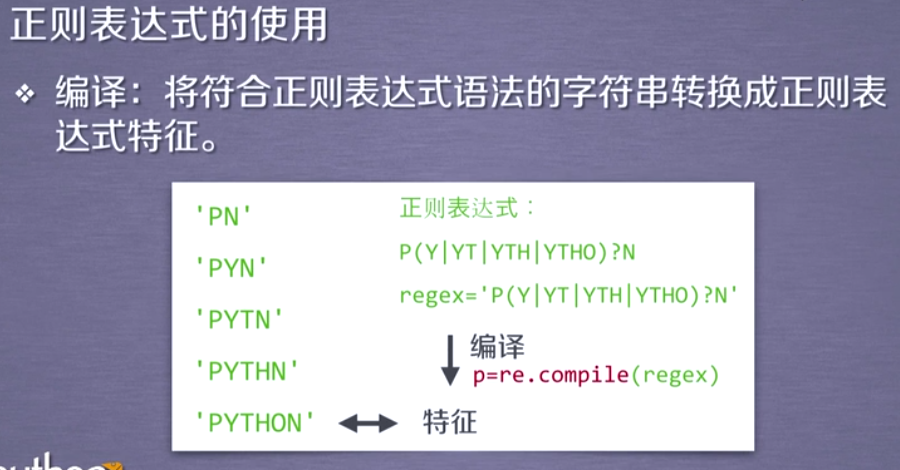 正则表达式的使用
❖ 编译：将符合正则表达式语法的字符串转换成正则表
达式特征。
'PN'
'PYN'
'PYTN'
'PYTHN'
'PYTHON'
正则表达式：
P(Y|YT|YTH|YTHO)?N
regex='P(Y|YT|YTH|YTHO)?N'
编译
p=re.compile(regex)
特征